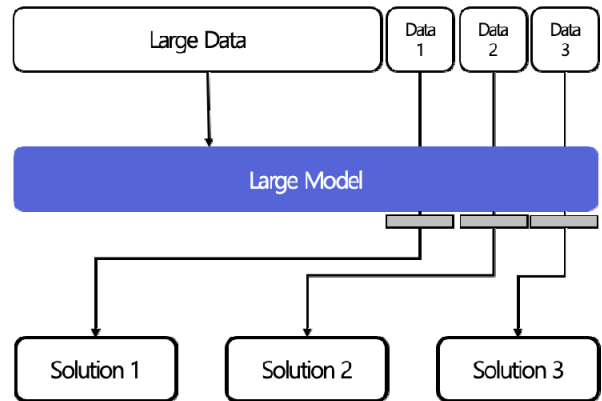 Large Data
Data
1
Data
2
Data
3
Large Model
Solution 1
Solution 2
Solution 3